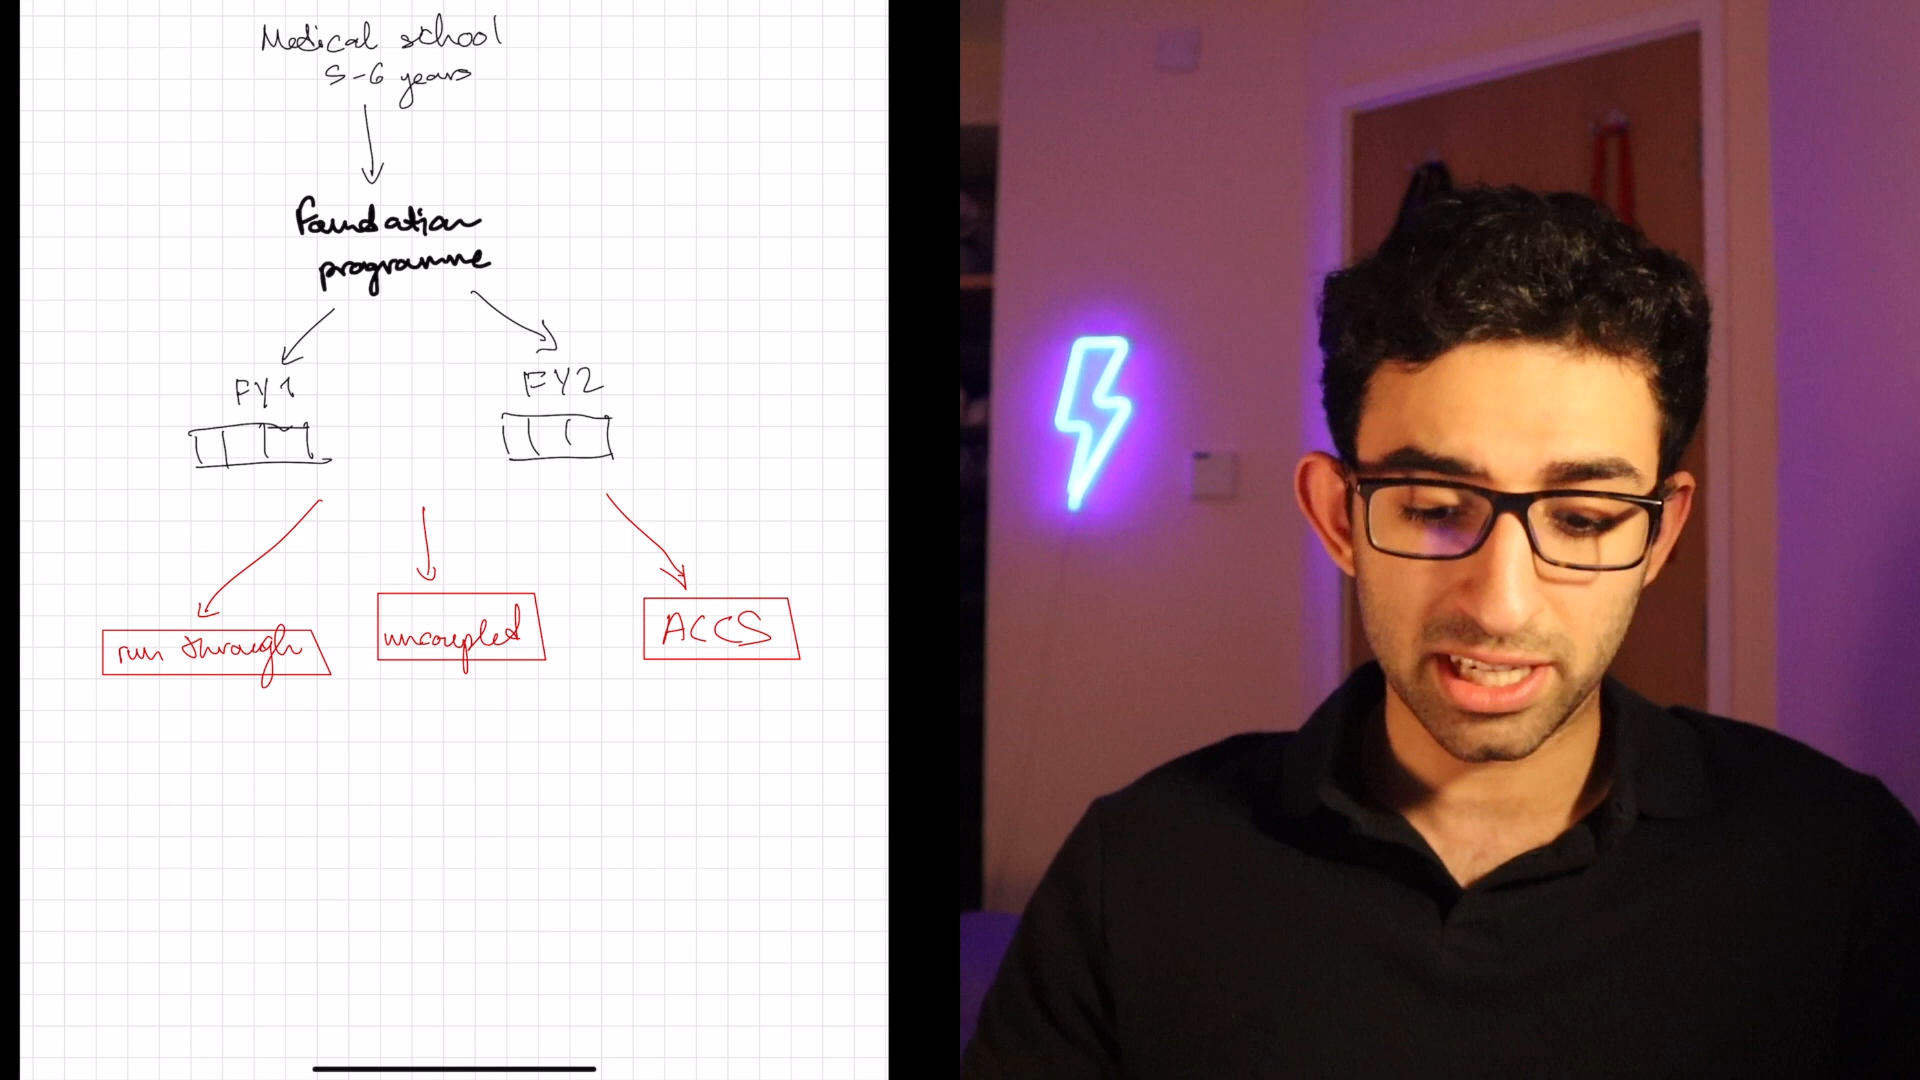 Medical school
5-6 years
Foundation
programme
FY1
FY2
run through
uncoupled
ACCS